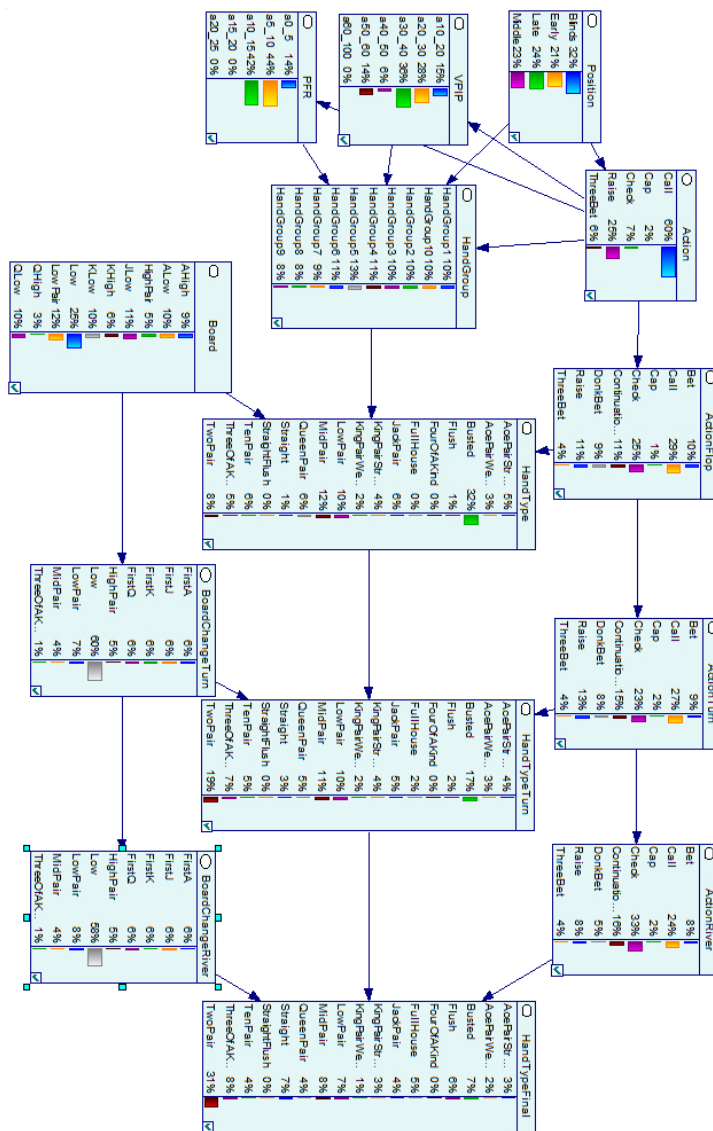 Position
Blinds 32%
Early 21%
Late 24%
Middle 23%
VPIP
a10_20 15%
a20_30 28%
a30_40 36%
a40_50 6%
a50_60 14%
a60_100 0%
PFR
a0_5 14%
a5_10 44%
a10_15 42%
a15_20 0%
a20_25 0%
Action
Call 60%
Cap 2%
Check 7%
Raise 25%
ThreeBet 6%
HandGroup
HandGroup1 10%
HandGroup10 10%
HandGroup2 10%
HandGroup3 10%
HandGroup4 11%
HandGroup5 13%
HandGroup6 11%
HandGroup7 9%
HandGroup8 8%
HandGroup9 8%
Board
AHigh 9%
ALow 10%
HighPair 5%
JLow 11%
KHigh 6%
KLow 10%
Low 25%
LowPair 12%
QHigh 3%
QLow 10%
ActionFlop
Bet 10%
Call 29%
Cap 1%
Check 25%
Continuatio... 11%
DonkBet 9%
Raise 11%
ThreeBet 4%
HandType
AcePairStr... 5%
AcePairWe... 3%
Busted 32%
Flush 1%
FourOfAKind 0%
FullHouse 0%
JackPair 6%
KingPairStr... 4%
KingPairWe... 2%
LowPair 10%
MidPair 12%
QueenPair 6%
Straight 1%
StraightFlush 0%
TenPair 6%
ThreeOfAK... 5%
TwoPair 8%
BoardChangeTurn
FirstA 6%
FirstJ 6%
FirstK 6%
FirstQ 6%
HighPair 5%
Low 60%
LowPair 7%
MidPair 4%
ThreeOfAK... 1%
ActionTurn
Bet 9%
Call 27%
Cap 2%
Check 23%
Continuatio... 15%
DonkBet 8%
Raise 13%
ThreeBet 4%
HandTypeTurn
AcePairStr... 4%
AcePairWe... 3%
Busted 17%
Flush 2%
FourOfAKind 0%
FullHouse 2%
JackPair 5%
KingPairStr... 4%
KingPairWe... 2%
LowPair 10%
MidPair 11%
QueenPair 5%
Straight 3%
StraightFlush 0%
TenPair 5%
ThreeOfAK... 7%
TwoPair 19%
BoardChangeRiver
FirstA 6%
FirstJ 6%
FirstK 6%
FirstQ 6%
HighPair 5%
Low 58%
LowPair 8%
MidPair 4%
ThreeOfAK... 1%
ActionRiver
Bet 8%
Call 24%
Cap 2%
Check 33%
Continuatio... 16%
DonkBet 5%
Raise 8%
ThreeBet 4%
HandTypeFinal
AcePairStr... 3%
AcePairWe... 2%
Busted 7%
Flush 6%
FourOfAKind 0%
FullHouse 5%
JackPair 4%
KingPairStr... 3%
KingPairWe... 1%
LowPair 7%
MidPair 8%
QueenPair 4%
Straight 7%
StraightFlush 0%
TenPair 4%
ThreeOfAK... 8%
TwoPair 31%